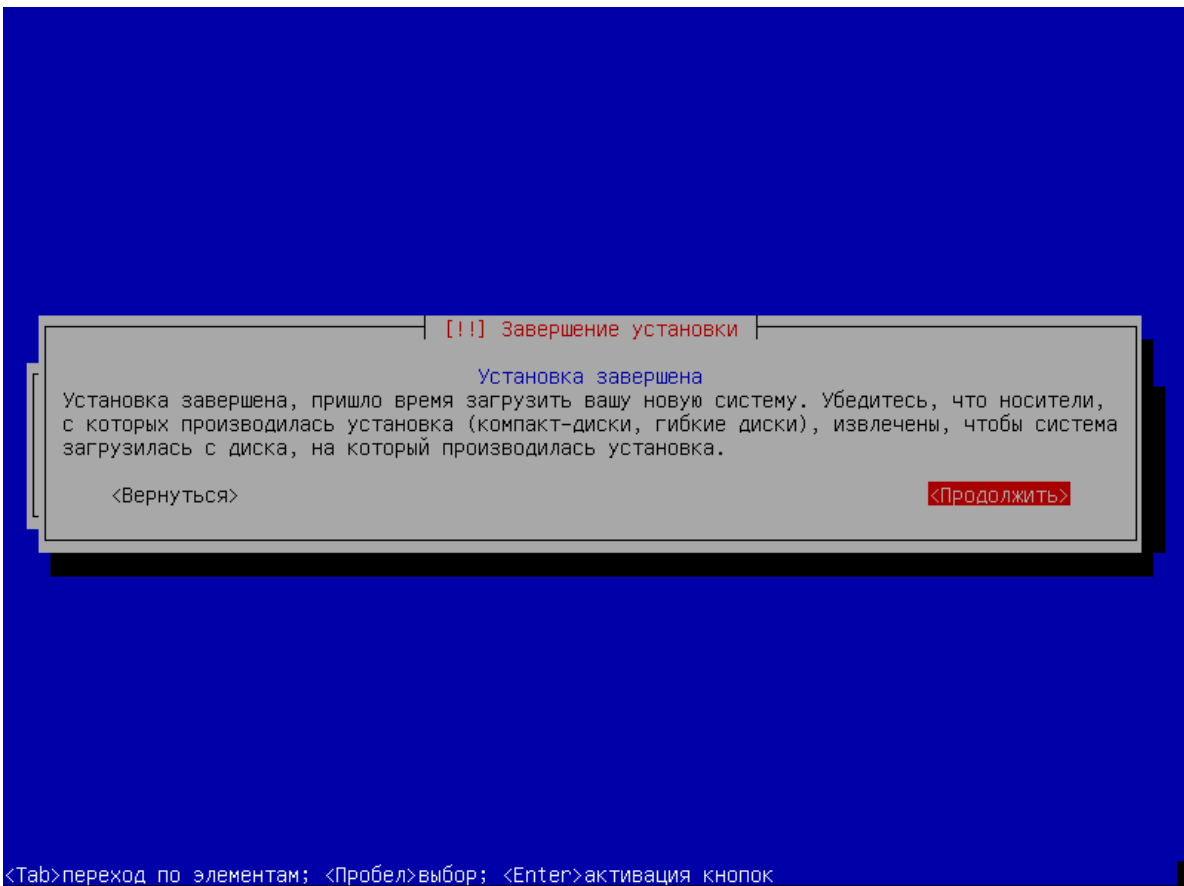 [!!] Завершение установки
Установка завершена
Установка завершена, пришло время загрузить вашу новую систему. Убедитесь, что носители,
с которых производилась установка (компакт-диски, гибкие диски), извлечены, чтобы система
загрузилась с диска, на который производилась установка.
<Вернуться> <Продолжить>
<Tab>переход по элементам; <Пробел>выбор; <Enter>активация кнопок